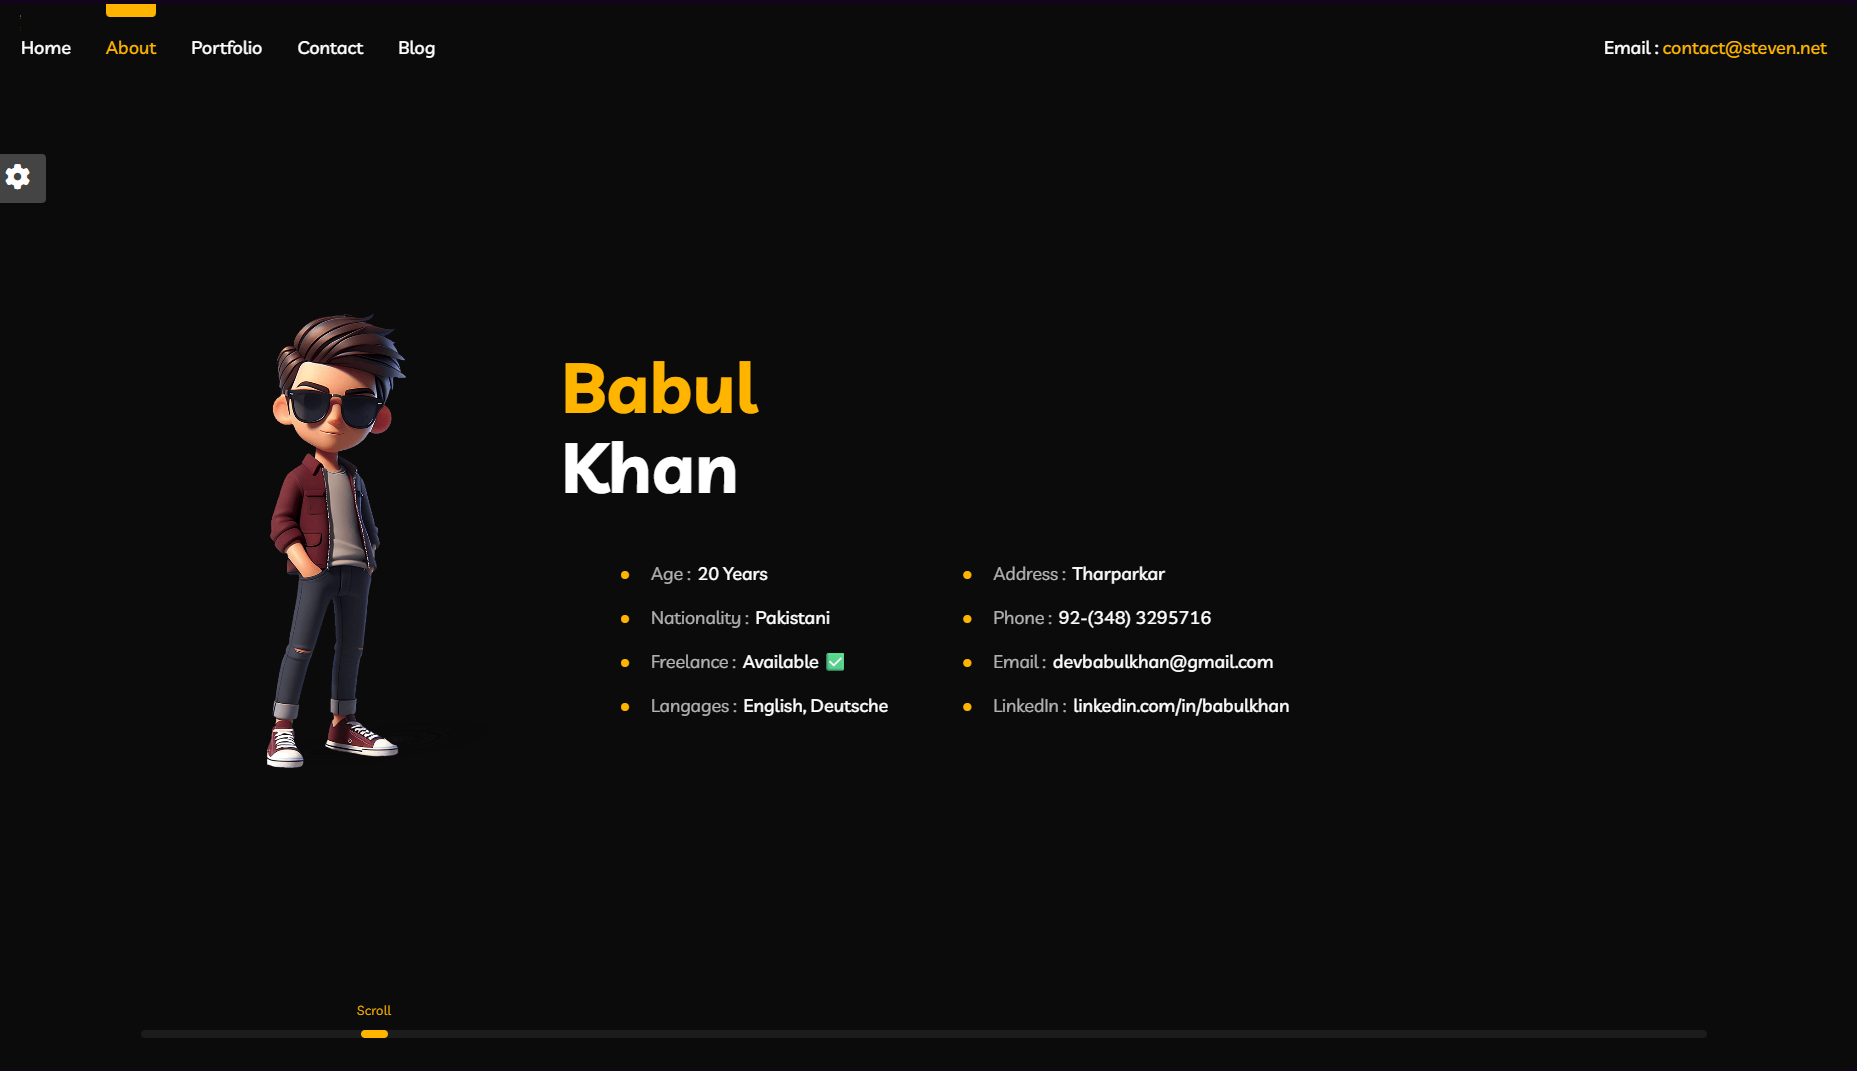 Home About Portfolio Contact Blog
Email : contact@steven.net
Babul
Khan
Age : 20 Years
Nationality : Pakistani
Freelance : Available ✅
Langages : English, Deutsche
Address : Tharparkar
Phone : 92-(348) 3295716
Email : devbabulkhan@gmail.com
LinkedIn : linkedin.com/in/babulkhan
Scroll